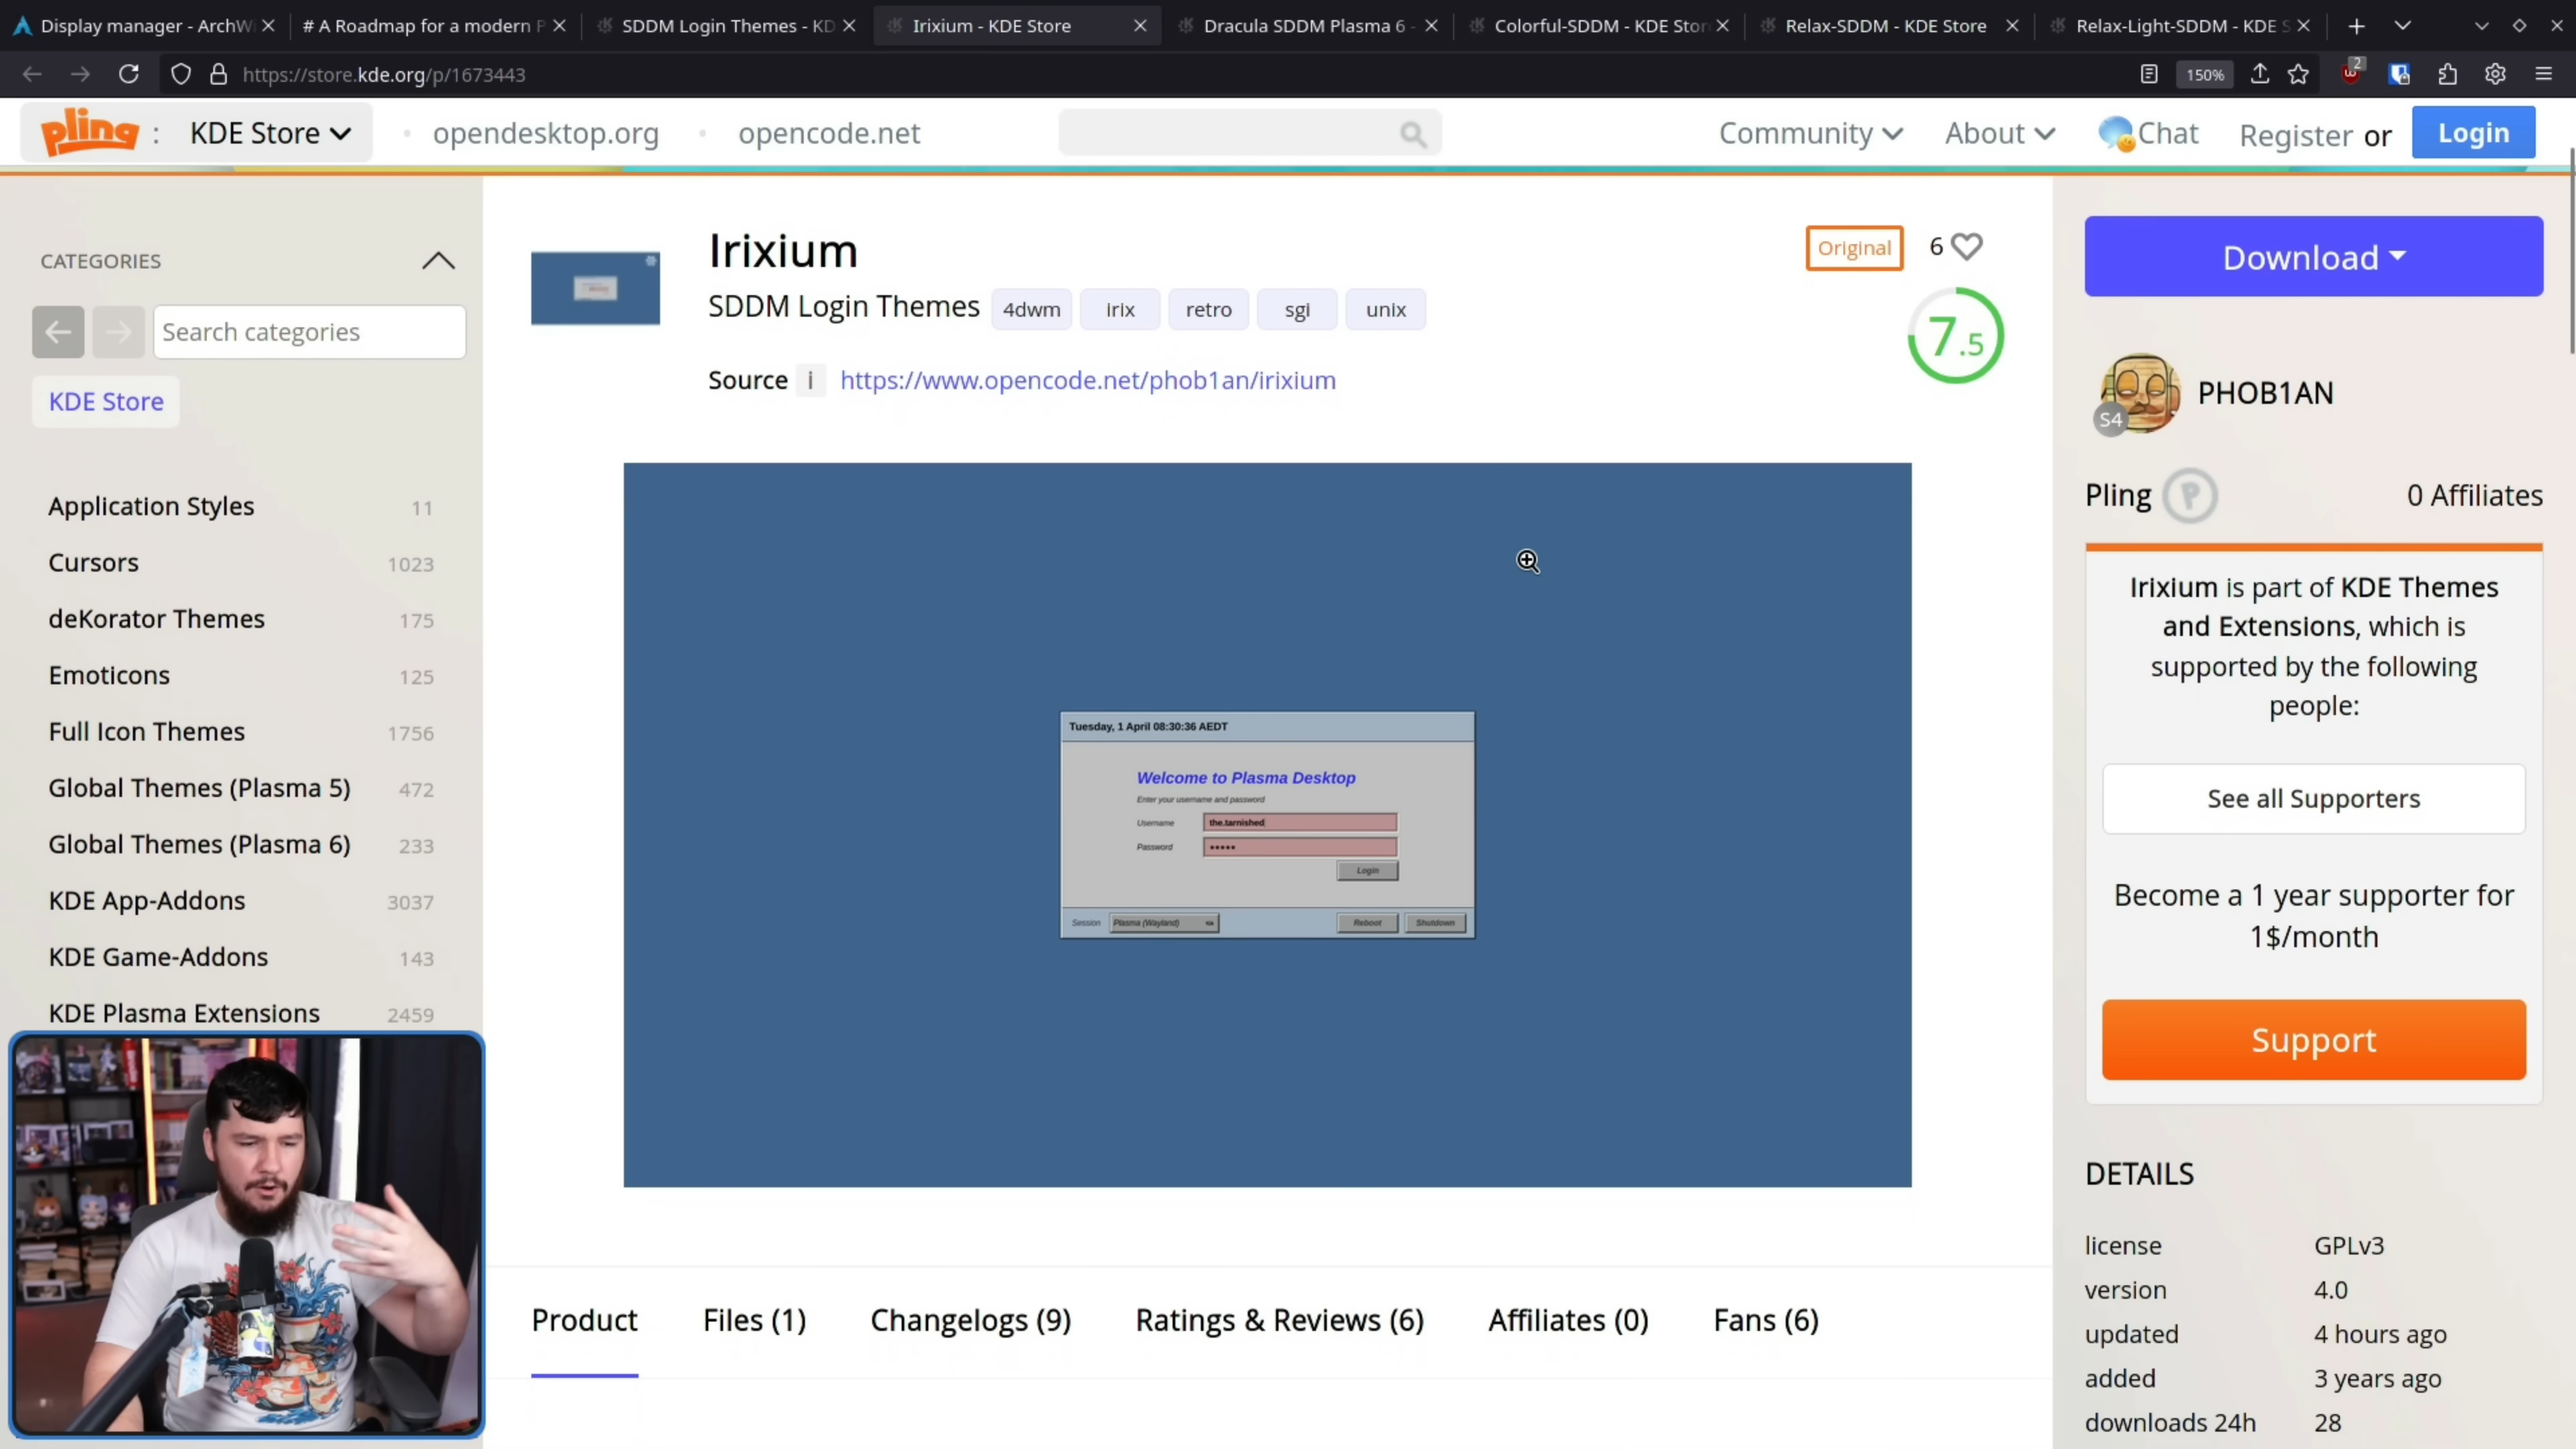 Display manager - ArchW
# A Roadmap for a modern P
SDDM Login Themes - KD
Irixium - KDE Store
Dracula SDDM Plasma 6 -
Colorful-SDDM - KDE Stor
Relax-SDDM - KDE Store
Relax-Light-SDDM - KDE S
https://store.kde.org/p/1673443
150%
2
pling : KDE Store
opendesktop.org
opencode.net
Community
About
Chat
Register or Login
CATEGORIES
Search categories
KDE Store
Application Styles 11
Cursors 1023
deKorator Themes 175
Emoticons 125
Full Icon Themes 1756
Global Themes (Plasma 5) 472
Global Themes (Plasma 6) 233
KDE App-Addons 3037
KDE Game-Addons 143
KDE Plasma Extensions 2459
Irixium
SDDM Login Themes 4dwm irix retro sgi unix
Source i https://www.opencode.net/phob1an/irixium
Original 6
7.5
Tuesday, 1 April 08:30:36 AEDT
Welcome to Plasma Desktop
Enter your username and password
Username the.tarnished
Password •••••
Login
Session Plasma (Wayland) Reboot Shutdown
Product
Files (1)
Changelogs (9)
Ratings & Reviews (6)
Affiliates (0)
Fans (6)
Download
S4
PHOB1AN
Pling P 0 Affiliates
Irixium is part of KDE Themes
and Extensions, which is
supported by the following
people:
See all Supporters
Become a 1 year supporter for
1$/month
Support
DETAILS
license GPLv3
version 4.0
updated 4 hours ago
added 3 years ago
downloads 24h 28